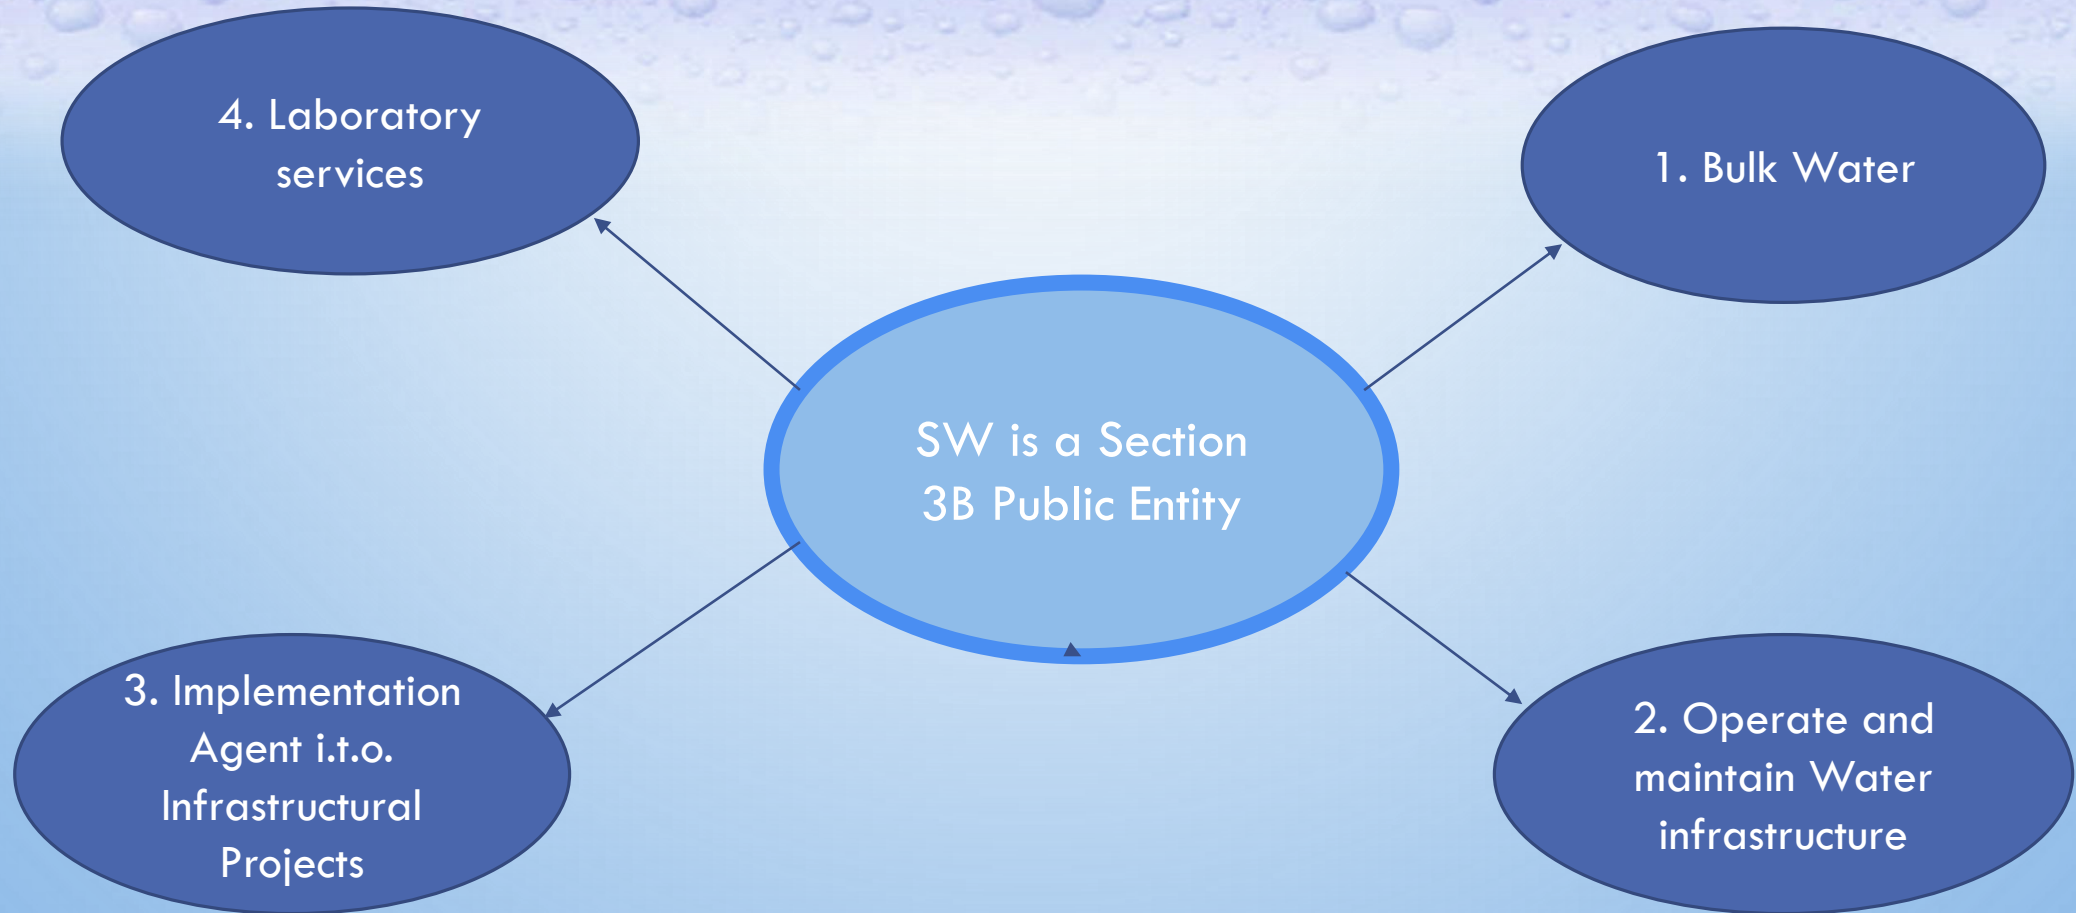 4. Laboratory
services
1. Bulk Water
SW is a Section
3B Public Entity
3. Implementation
Agent i.t.o.
Infrastructural
Projects
2. Operate and
maintain Water
infrastructure